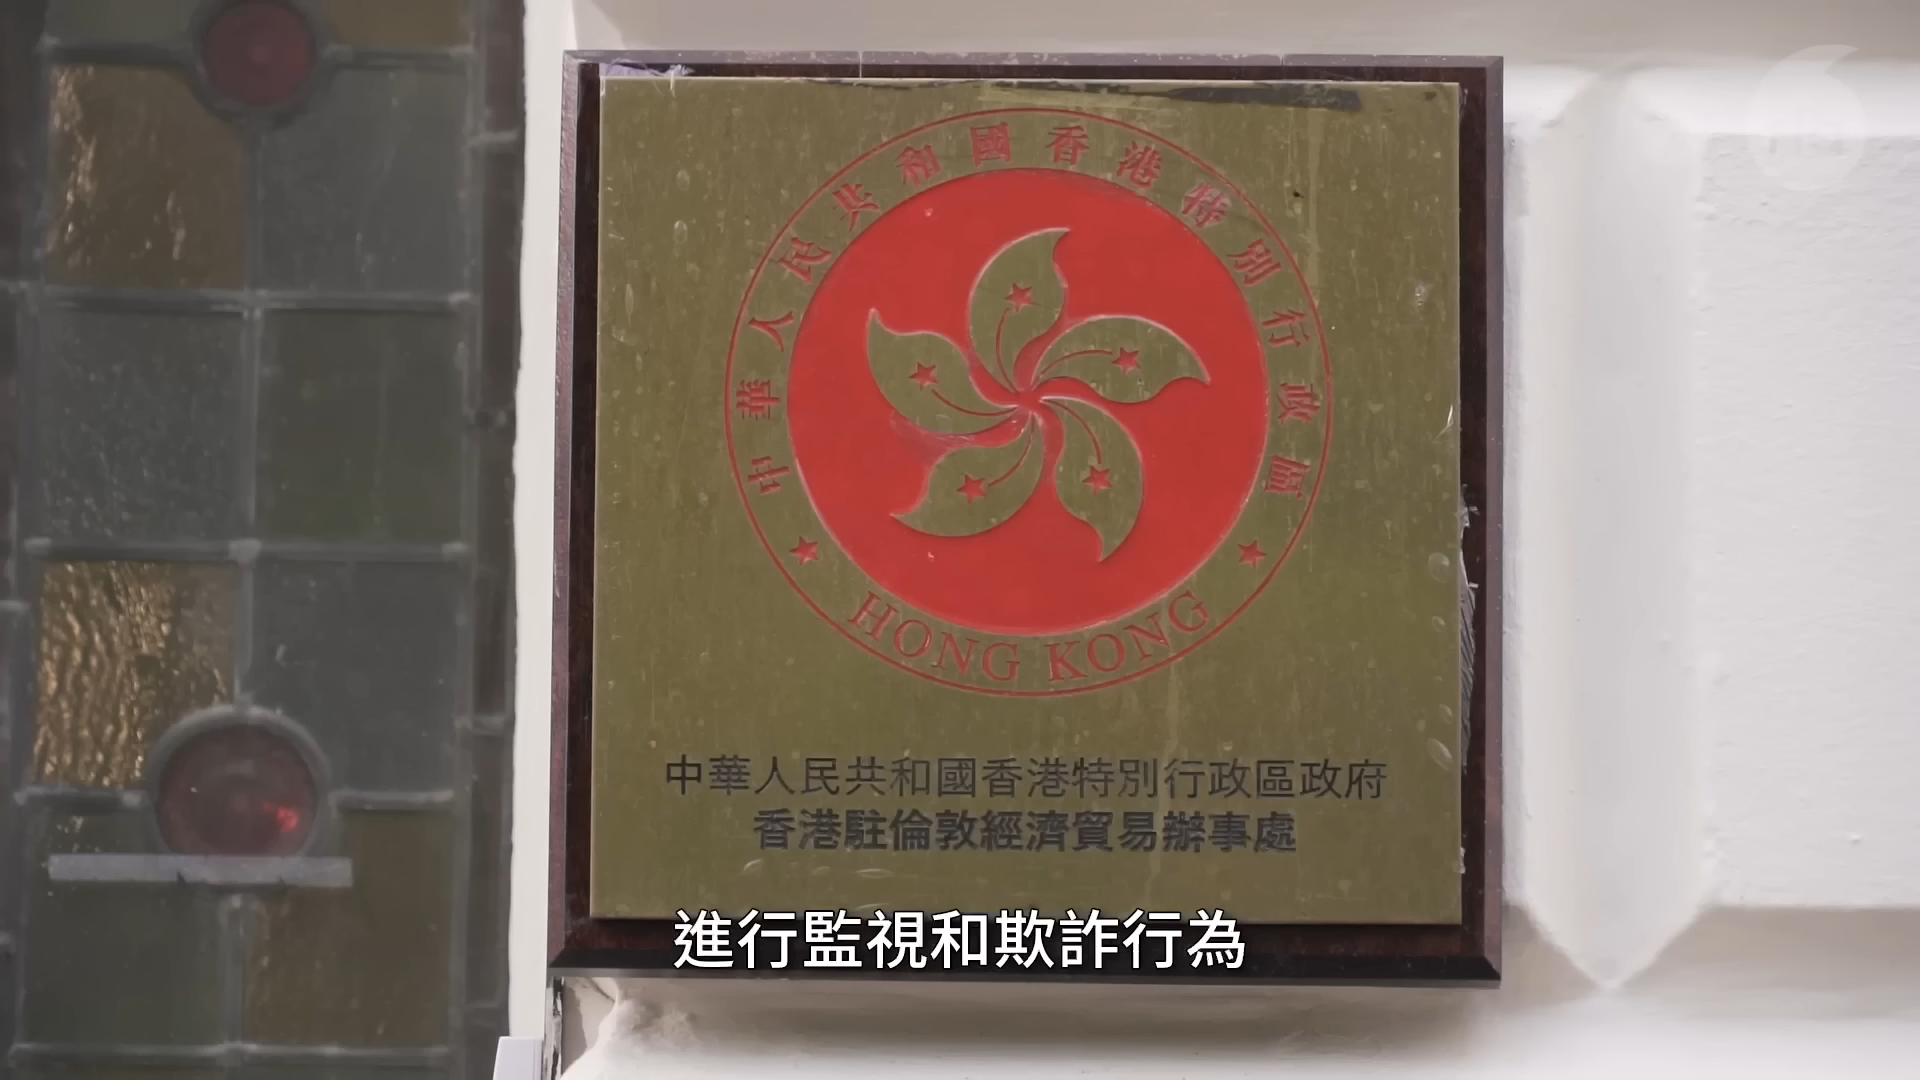 中華人民共和國香港特別行政區
HONG KONG
中華人民共和國香港特別行政區政府
香港駐倫敦經濟貿易辦事處
進行監視和欺詐行為